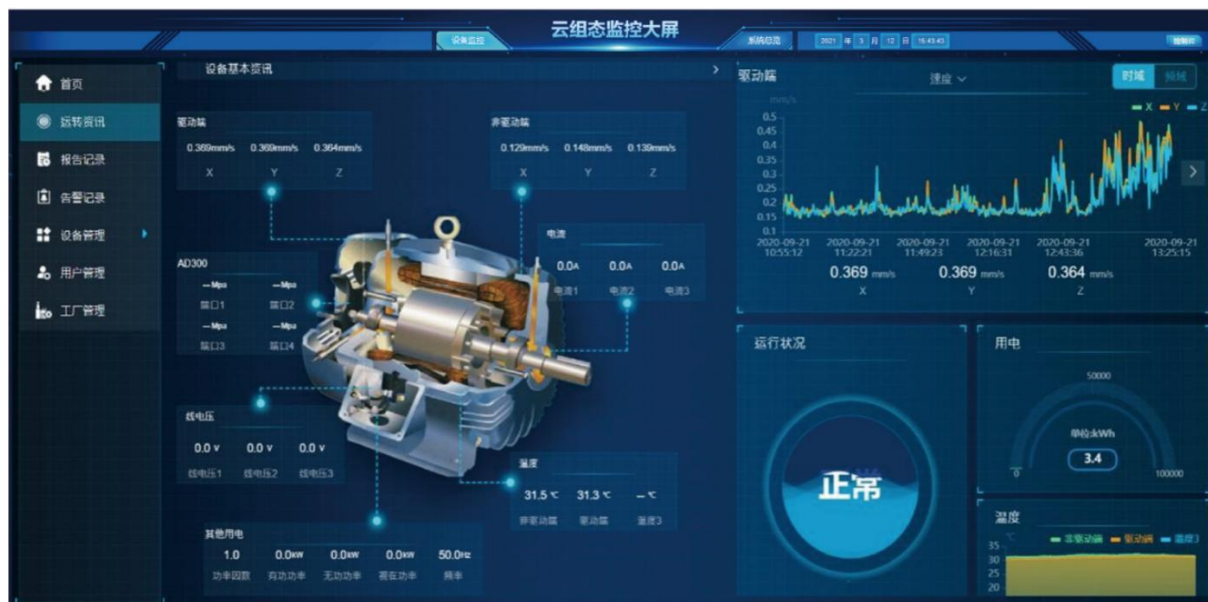 云组态监控大屏
设备监控
系统总览
2021 年 5 月 12 日 15:43:43
首页
运转资讯
报告记录
告警记录
设备管理
用户管理
工厂管理
设备基本资讯
驱动端
0.369mm/s 0.369mm/s 0.364mm/s
X Y Z
非驱动端
0.129mm/s 0.148mm/s 0.139mm/s
X Y Z
电流
0.0A 0.0A 0.0A
电流1 电流2 电流3
AD300
—Mpa —Mpa
端口1 端口2
—Mpa —Mpa
端口3 端口4
线电压
0.0 V 0.0 V 0.0 V
线电压1 线电压2 线电压3
温度
31.5 ℃ 31.3 ℃ — ℃
非驱动端 驱动端 温度3
其他用电
1.0 0.0KW 0.0KW 0.0KW 50.0HZ
功率因数 有功功率 无功功率 视在功率 频率
驱动端
速度
时域 频域
mm/s
X Y Z
0.5
0.45
0.4
0.35
0.3
0.25
0.2
0.15
0.1
2020-09-21 2020-09-21 2020-09-21 2020-09-21 2020-09-21 2020-09-21
10:55:12 11:22:21 11:49:23 12:16:31 12:43:36 13:25:15
0.369 mm/s 0.369 mm/s 0.364 mm/s
X Y Z
运行状况
正常
用电
50000
单位:kWh
3.4
0 100000
温度
℃
非驱动端 驱动端 温度3
35
30
25
20